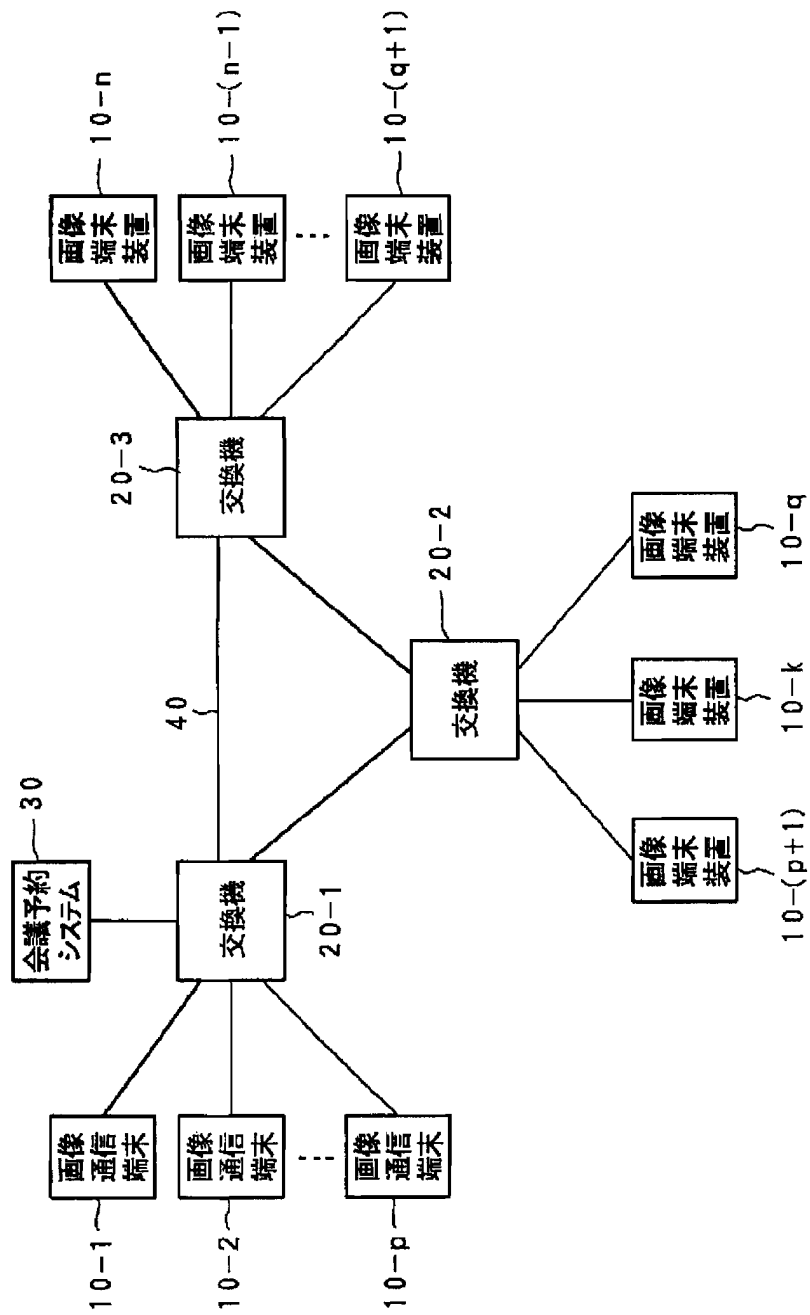 会議予約
システム
30
画像
通信
端末
10-1
画像
通信
端末
10-2
画像
通信
端末
10-p
交換機
20-1
40
交換機
20-3
画像
端末
装置
10-n
画像
端末
装置
10-(n-1)
画像
端末
装置
10-(q+1)
交換機
20-2
画像
端末
装置
10-(p+1)
画像
端末
装置
10-k
画像
端末
装置
10-q